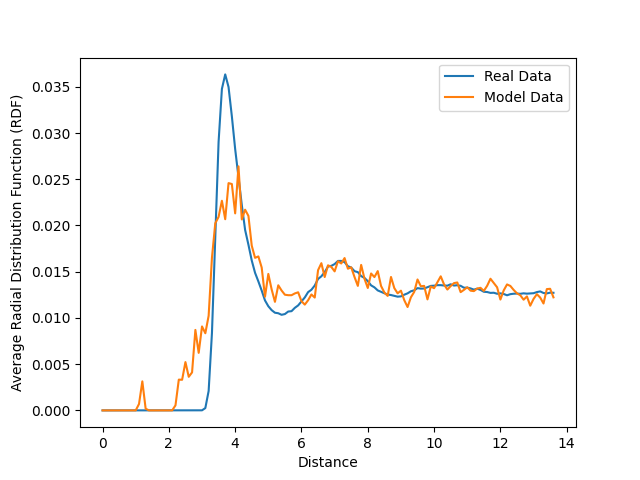 Real Data
Model Data
Average Radial Distribution Function (RDF)
0.035
0.030
0.025
0.020
0.015
0.010
0.005
0.000
0 2 4 6 8 10 12 14
Distance